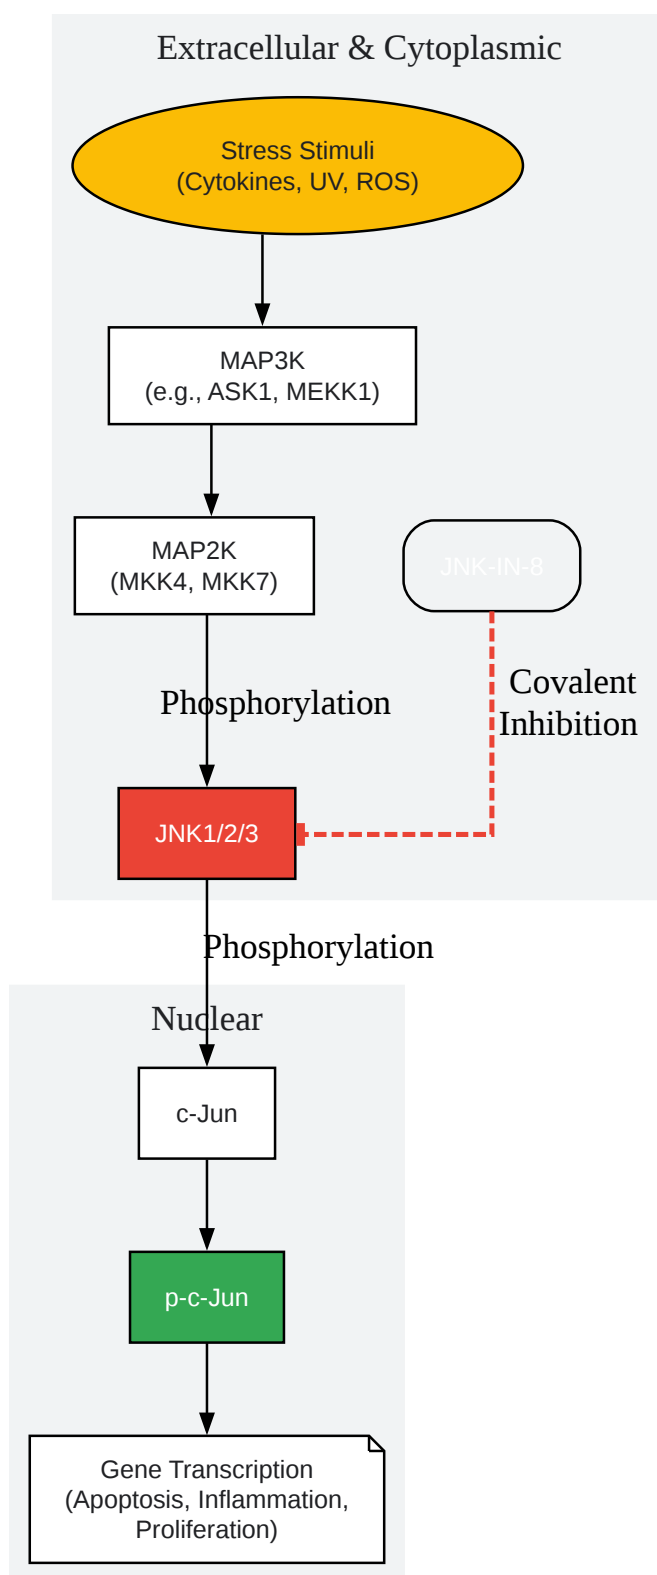 Extracellular & Cytoplasmic
Stress Stimuli
(Cytokines, UV, ROS)
MAP3K
(e.g., ASK1, MEKK1)
MAP2K
(MKK4, MKK7)
JNK-IN-8
Phosphorylation
Covalent
Inhibition
JNK1/2/3
Phosphorylation
Nuclear
c-Jun
p-c-Jun
Gene Transcription
(Apoptosis, Inflammation,
Proliferation)